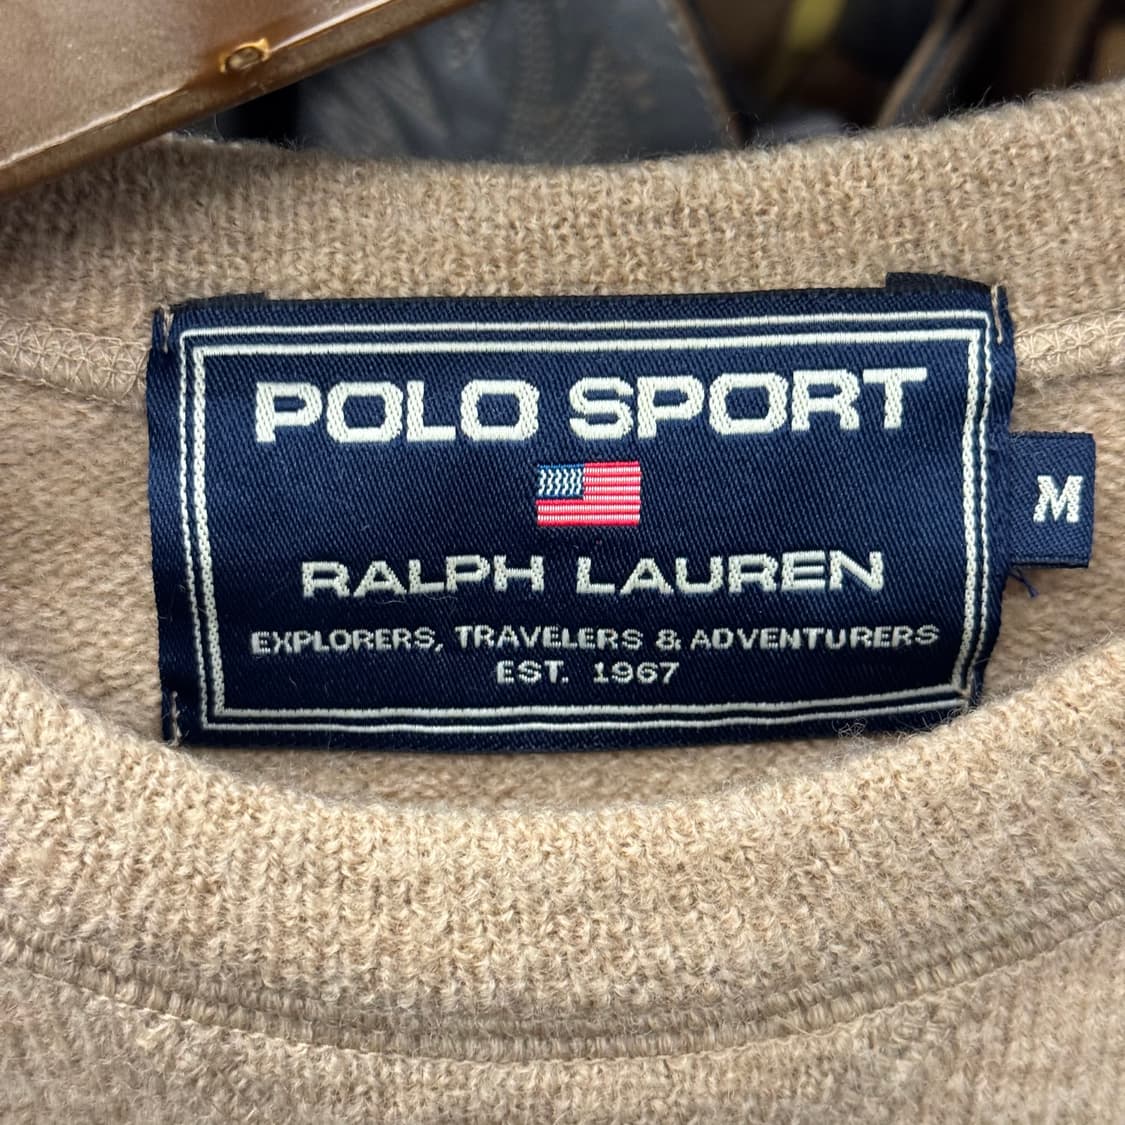 POLO SPORT
RALPH LAUREN
EXPLORERS, TRAVELERS & ADVENTURERS
EST. 1967
M